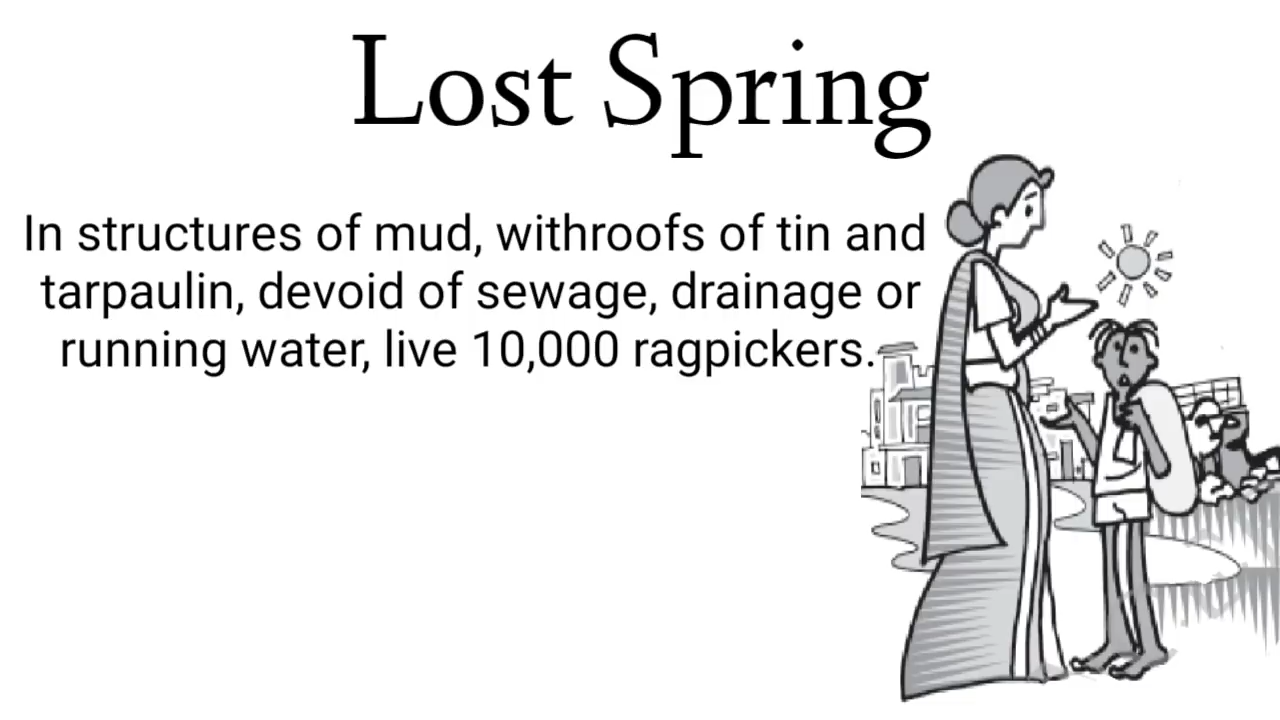 Lost Spring
In structures of mud, withroofs of tin and
tarpaulin, devoid of sewage, drainage or
running water, live 10,000 ragpickers.